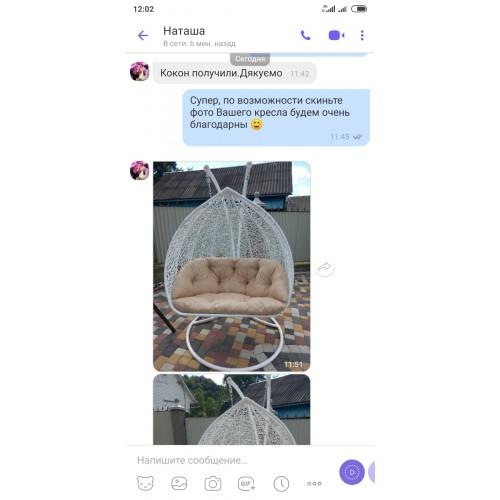 12:02
Наташа
В сети: 6 мин. назад
Сегодня
Кокон получили.Дякуємо 11:42
Супер, по возможности скиньте
фото Вашего кресла будем очень
благодарны 😄
11:45
11:51
Напишите сообщение...
GIF